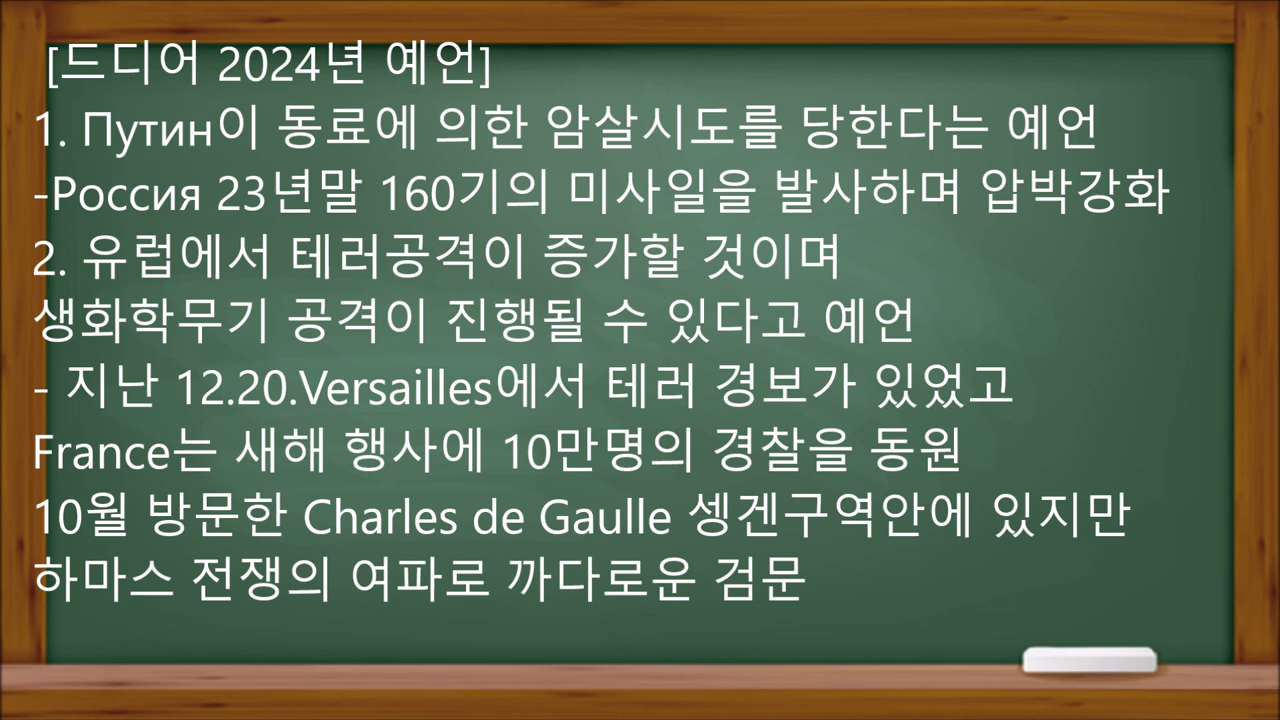 [드디어 2024년 예언]
1. Путин이 동료에 의한 암살시도를 당한다는 예언
-Россия 23년말 160기의 미사일을 발사하며 압박강화
2. 유럽에서 테러공격이 증가할 것이며
생화학무기 공격이 진행될 수 있다고 예언
- 지난 12.20.Versailles에서 테러 경보가 있었고
France는 새해 행사에 10만명의 경찰을 동원
10월 방문한 Charles de Gaulle 셍겐구역안에 있지만
하마스 전쟁의 여파로 까다로운 검문